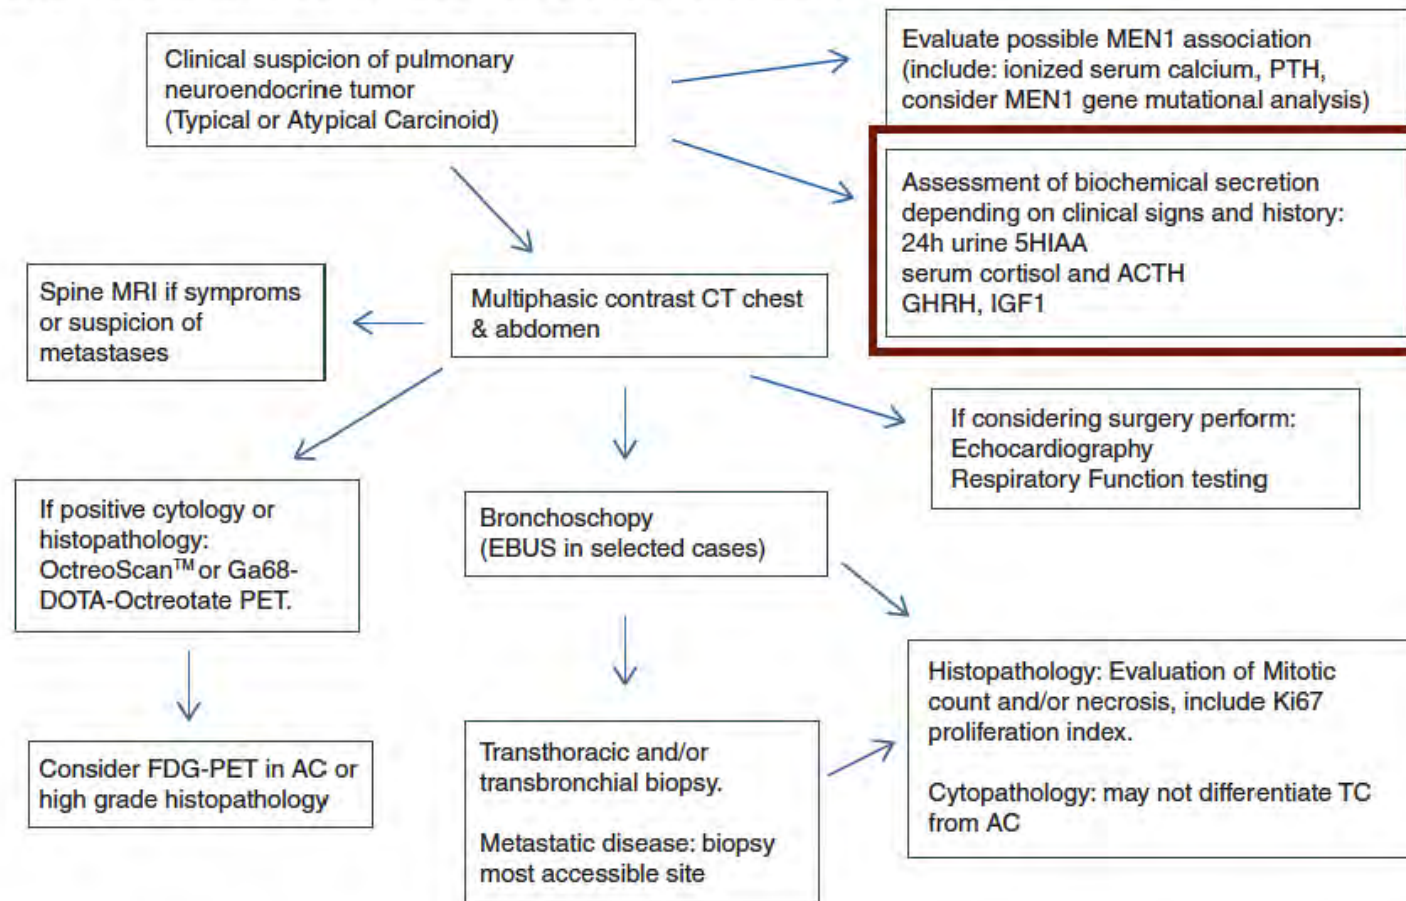 Clinical suspicion of pulmonary
neuroendocrine tumor
(Typical or Atypical Carcinoid)
Evaluate possible MEN1 association
(include: ionized serum calcium, PTH,
consider MEN1 gene mutational analysis)
Assessment of biochemical secretion
depending on clinical signs and history:
24h urine 5HIAA
serum cortisol and ACTH
GHRH, IGF1
Spine MRI if symproms
or suspicion of
metastases
Multiphasic contrast CT chest
& abdomen
If considering surgery perform:
Echocardiography
Respiratory Function testing
If positive cytology or
histopathology:
OctreoScan™ or Ga68-
DOTA-Octreotate PET.
Bronchoschopy
(EBUS in selected cases)
Histopathology: Evaluation of Mitotic
count and/or necrosis, include Ki67
proliferation index.
Cytopathology: may not differentiate TC
from AC
Consider FDG-PET in AC or
high grade histopathology
Transthoracic and/or
transbronchial biopsy.
Metastatic disease: biopsy
most accessible site